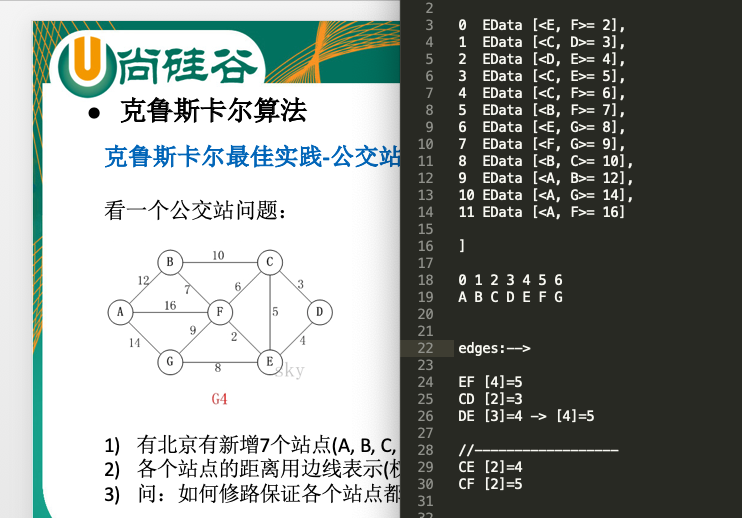 尚硅谷
● 克鲁斯卡尔算法
克鲁斯卡尔最佳实践-公交站
看一个公交站问题：
B 10 C
12 7 6 3
A 16 F 5 D
14 9 2 4
G 8 E
sky
G4
1) 有北京有新增7个站点(A, B, C,
2) 各个站点的距离用边线表示(权
3) 问：如何修路保证各个站点都
2
3 0 EData [<E, F>= 2],
4 1 EData [<C, D>= 3],
5 2 EData [<D, E>= 4],
6 3 EData [<C, E>= 5],
7 4 EData [<C, F>= 6],
8 5 EData [<B, F>= 7],
9 6 EData [<E, G>= 8],
10 7 EData [<F, G>= 9],
11 8 EData [<B, C>= 10],
12 9 EData [<A, B>= 12],
13 10 EData [<A, G>= 14],
14 11 EData [<A, F>= 16]
15
16 ]
17
18 0 1 2 3 4 5 6
19 A B C D E F G
20
21
22 edges:-->
23
24 EF [4]=5
25 CD [2]=3
26 DE [3]=4 -> [4]=5
27
28 //------------------
29 CE [2]=4
30 CF [2]=5
31
32